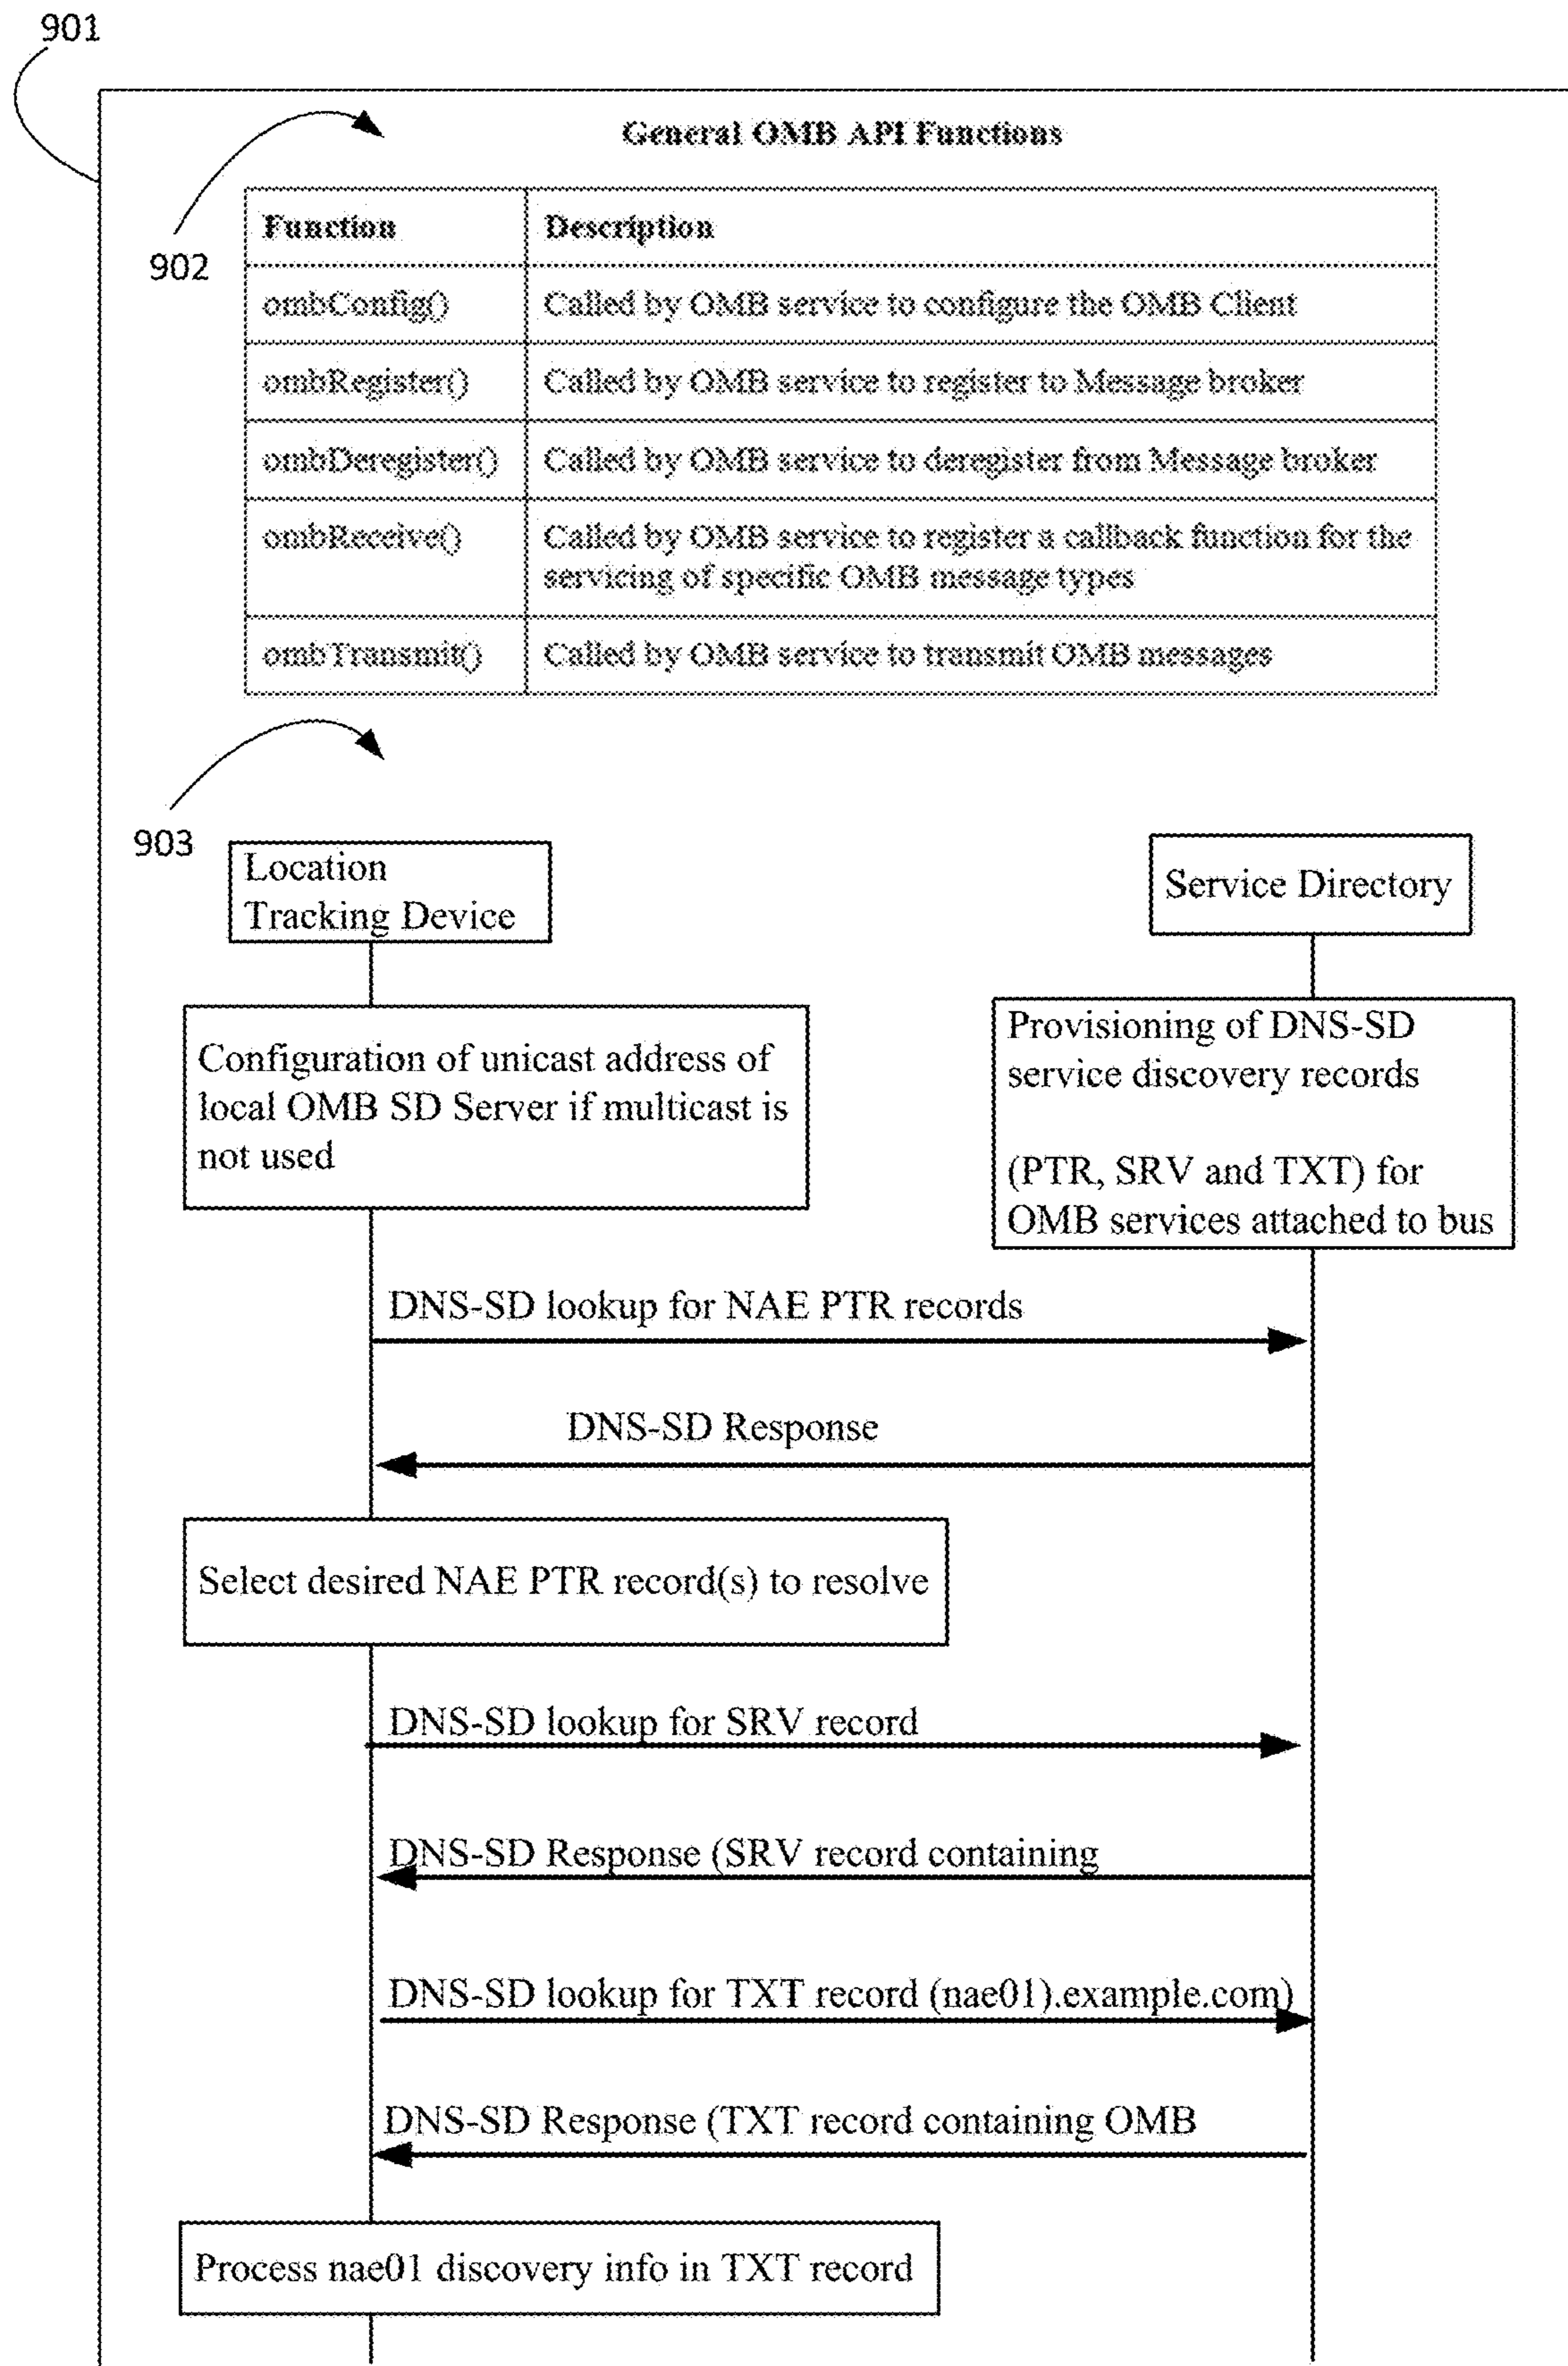 901
General OMB API Functions
902
Function Description
ombConfig() Called by OMB service to configure the OMB Client
ombRegister() Called by OMB service to register to Message broker
ombDeregister() Called by OMB service to deregister from Message broker
ombReceive() Called by OMB service to register a callback function for the
servicing of specific OMB message types
ombTransmit() Called by OMB service to transmit OMB messages
903
Location
Tracking Device
Service Directory
Configuration of unicast address of
local OMB SD Server if multicast is
not used
Provisioning of DNS-SD
service discovery records
(PTR, SRV and TXT) for
OMB services attached to bus
DNS-SD lookup for NAE PTR records
DNS-SD Response
Select desired NAE PTR record(s) to resolve
DNS-SD lookup for SRV record
DNS-SD Response (SRV record containing
DNS-SD lookup for TXT record (nae01).example.com)
DNS-SD Response (TXT record containing OMB
Process nae01 discovery info in TXT record